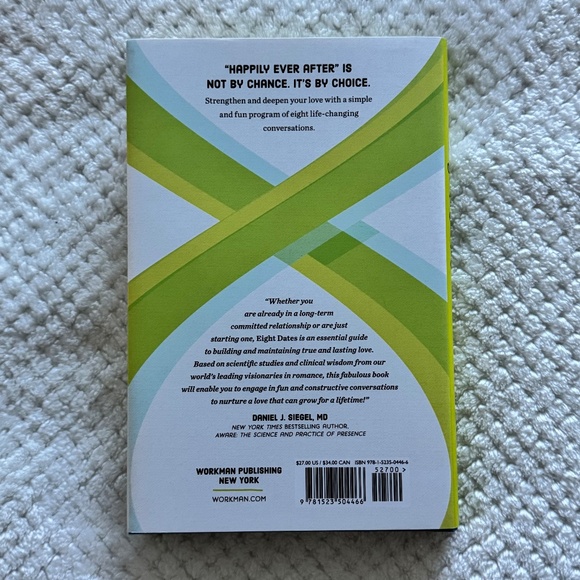 "HAPPILY EVER AFTER" IS
NOT BY CHANCE. IT'S BY CHOICE.
Strengthen and deepen your love with a simple
and fun program of eight life-changing
conversations.
"Whether you
are already in a long-term
committed relationship or are just
starting one, Eight Dates is an essential guide
to building and maintaining true and lasting love.
Based on scientific studies and clinical wisdom from our
world's leading visionaries in romance, this fabulous book
will enable you to engage in fun and constructive conversations
to nurture a love that can grow for a lifetime!"
DANIEL J. SIEGEL, MD
NEW YORK TIMES BESTSELLING AUTHOR,
AWARE: THE SCIENCE AND PRACTICE OF PRESENCE
$27.00 US / $34.00 CAN ISBN 978-1-5235-0446-6
52700>
WORKMAN PUBLISHING
NEW YORK
WORKMAN.COM
9 781523 504466